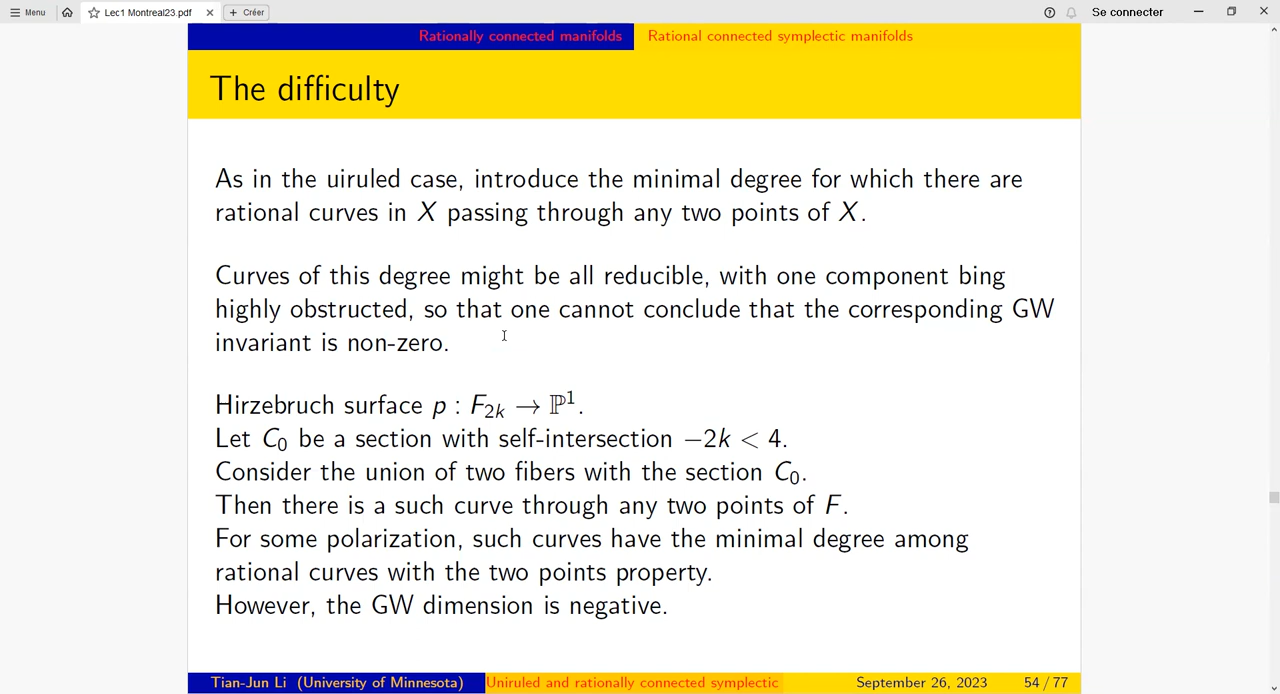 Menu
Lec1 Montreal23.pdf
Créer
Se connecter
Rationally connected manifolds
Rational connected symplectic manifolds
The difficulty
As in the uiruled case, introduce the minimal degree for which there are
rational curves in X passing through any two points of X.
Curves of this degree might be all reducible, with one component bing
highly obstructed, so that one cannot conclude that the corresponding GW
invariant is non-zero.
Hirzebruch surface p : F₂ₖ → ℙ¹.
Let C₀ be a section with self-intersection −2k < 4.
Consider the union of two fibers with the section C₀.
Then there is a such curve through any two points of F.
For some polarization, such curves have the minimal degree among
rational curves with the two points property.
However, the GW dimension is negative.
Tian-Jun Li (University of Minnesota)
Uniruled and rationally connected symplectic
September 26, 2023
54 / 77